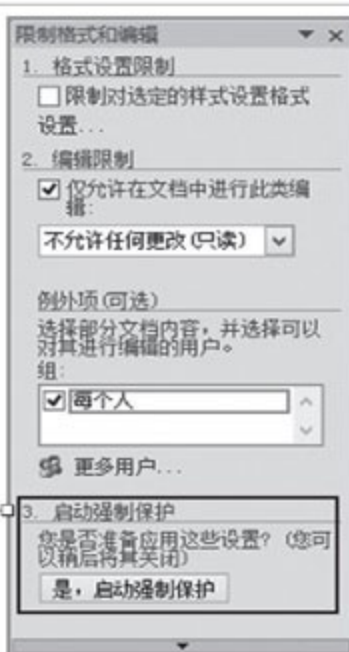 限制格式和编辑
1. 格式设置限制
限制对选定的样式设置格式
设置...
2. 编辑限制
仅允许在文档中进行此类编
辑:
不允许任何更改(只读)
例外项(可选)
选择部分文档内容，并选择可以
对其进行编辑的用户。
组:
每个人
更多用户...
3. 启动强制保护
您是否准备应用这些设置? (您可
以稍后将其关闭)
是，启动强制保护